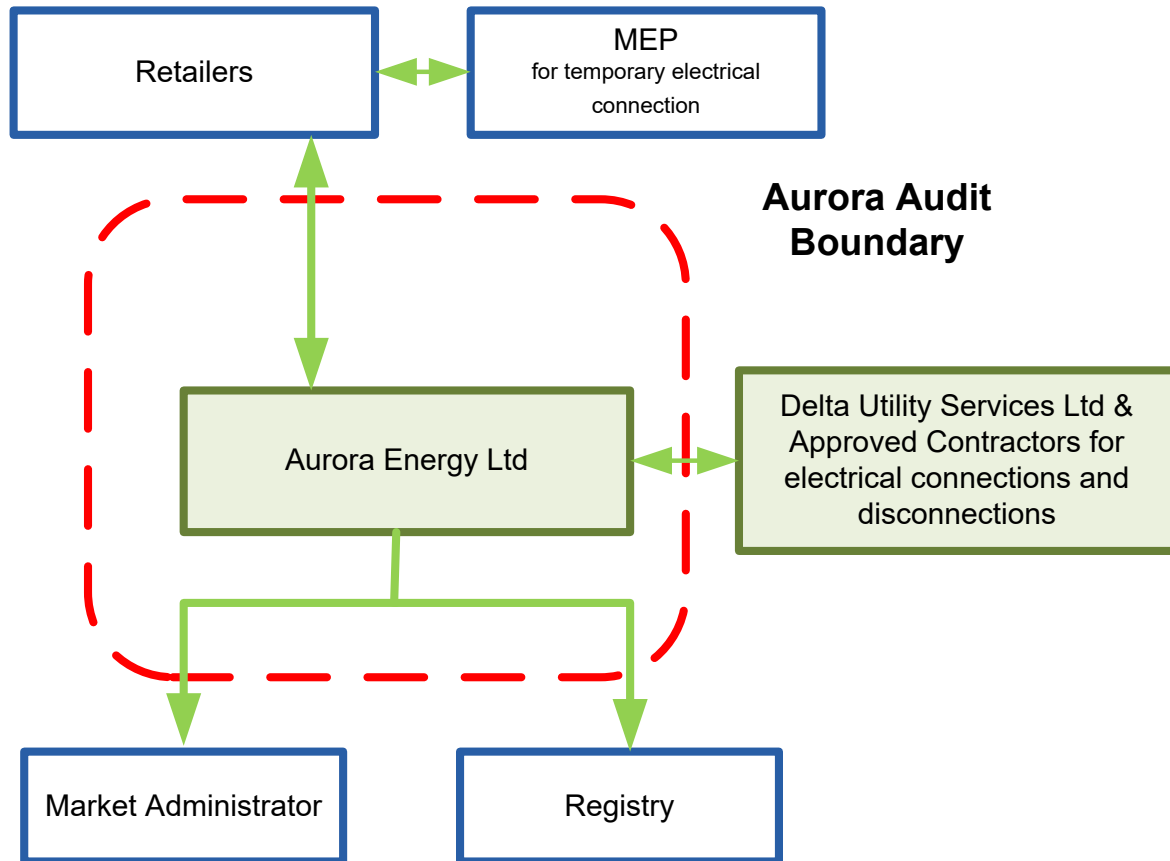 Retailers
MEP
for temporary electrical
connection
Aurora Audit
Boundary
Aurora Energy Ltd
Delta Utility Services Ltd &
Approved Contractors for
electrical connections and
disconnections
Market Administrator
Registry